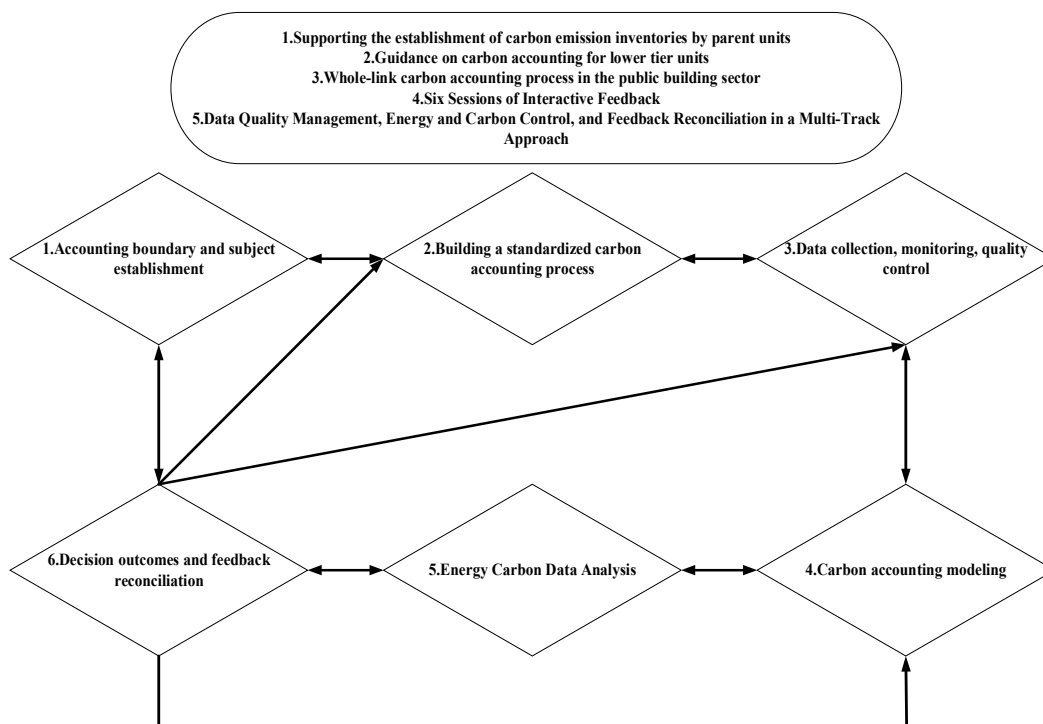 1.Supporting the establishment of carbon emission inventories by parent units
2.Guidance on carbon accounting for lower tier units
3.Whole-link carbon accounting process in the public building sector
4.Six Sessions of Interactive Feedback
5.Data Quality Management, Energy and Carbon Control, and Feedback Reconciliation in a Multi-Track
Approach
1.Accounting boundary and subject
establishment
2.Building a standardized carbon
accounting process
3.Data collection, monitoring, quality
control
6.Decision outcomes and feedback
reconciliation
5.Energy Carbon Data Analysis
4.Carbon accounting modeling